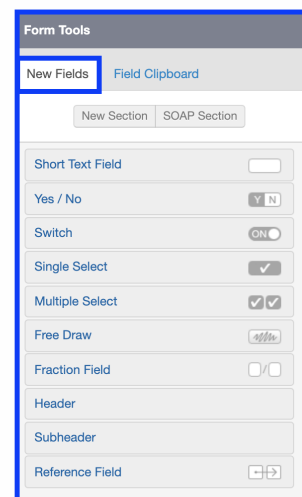 Form Tools
New Fields Field Clipboard
New Section SOAP Section
Short Text Field
Yes / No Y N
Switch ON
Single Select
Multiple Select
Free Draw
Fraction Field /
Header
Subheader
Reference Field